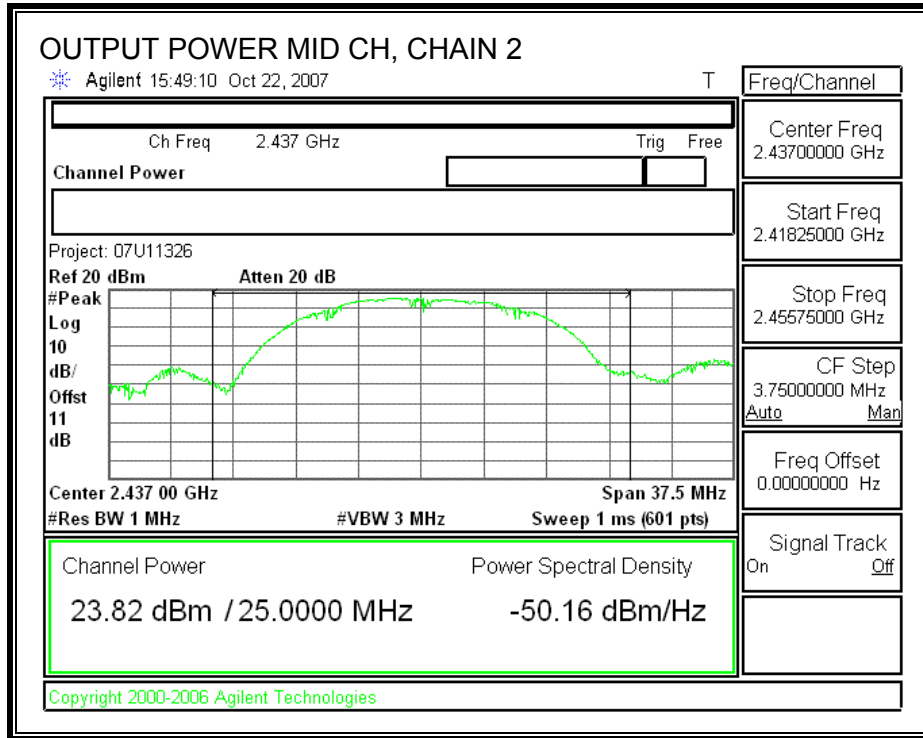 OUTPUT POWER MID CH, CHAIN 2
Agilent 15:49:10 Oct 22, 2007 T
Freq/Channel
Ch Freq 2.437 GHz Trig Free
Channel Power
Project: 07U11326
Ref 20 dBm Atten 20 dB
#Peak
Log
10
dB/
Offst
11
dB
Center 2.437 00 GHz Span 37.5 MHz
#Res BW 1 MHz #VBW 3 MHz Sweep 1 ms (601 pts)
Channel Power Power Spectral Density
23.82 dBm / 25.0000 MHz -50.16 dBm/Hz
Center Freq
2.43700000 GHz
Start Freq
2.41825000 GHz
Stop Freq
2.45575000 GHz
CF Step
3.75000000 MHz
Auto Man
Freq Offset
0.00000000 Hz
Signal Track
On Off
Copyright 2000-2006 Agilent Technologies